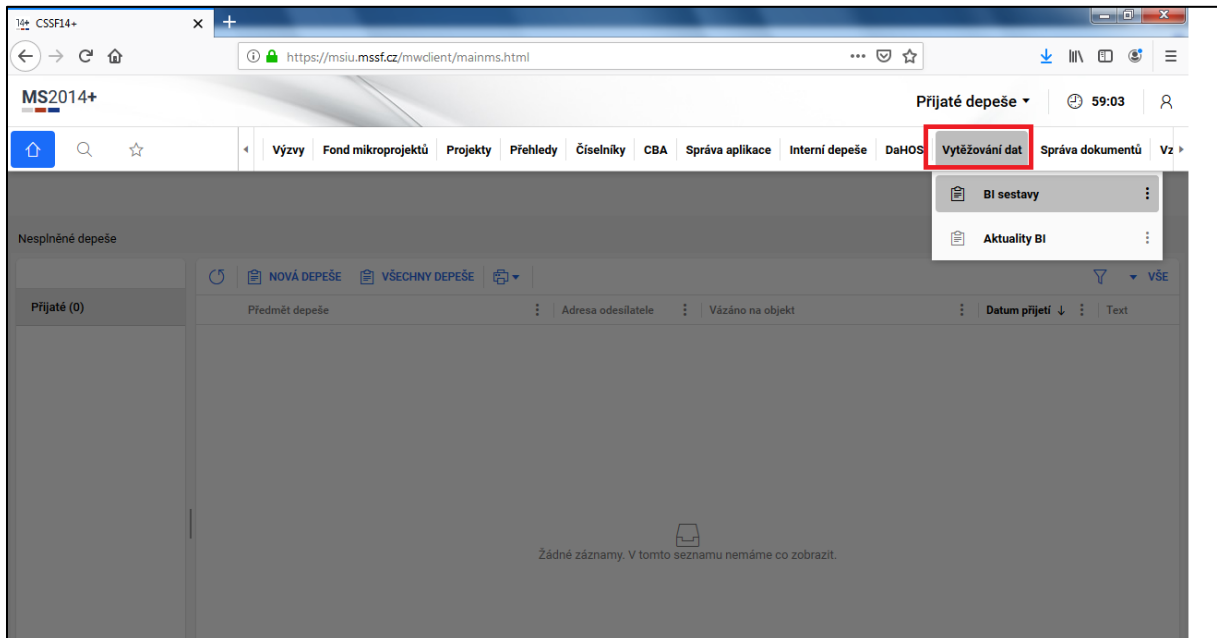 14+ CSSF14+
https://msiu.mssf.cz/mwclient/mainms.html
MS2014+
Přijaté depeše
59:03
Výzvy Fond mikroprojektů Projekty Přehledy Číselníky CBA Správa aplikace Interní depeše DaHOS Vytěžování dat Správa dokumentů Vz
BI sestavy
Aktuality BI
Nesplněné depeše
NOVÁ DEPEŠE VŠECHNY DEPEŠE VŠE
Přijaté (0)
Předmět depeše Adresa odesílatele Vázáno na objekt Datum přijetí Text
Žádné záznamy. V tomto seznamu nemáme co zobrazit.